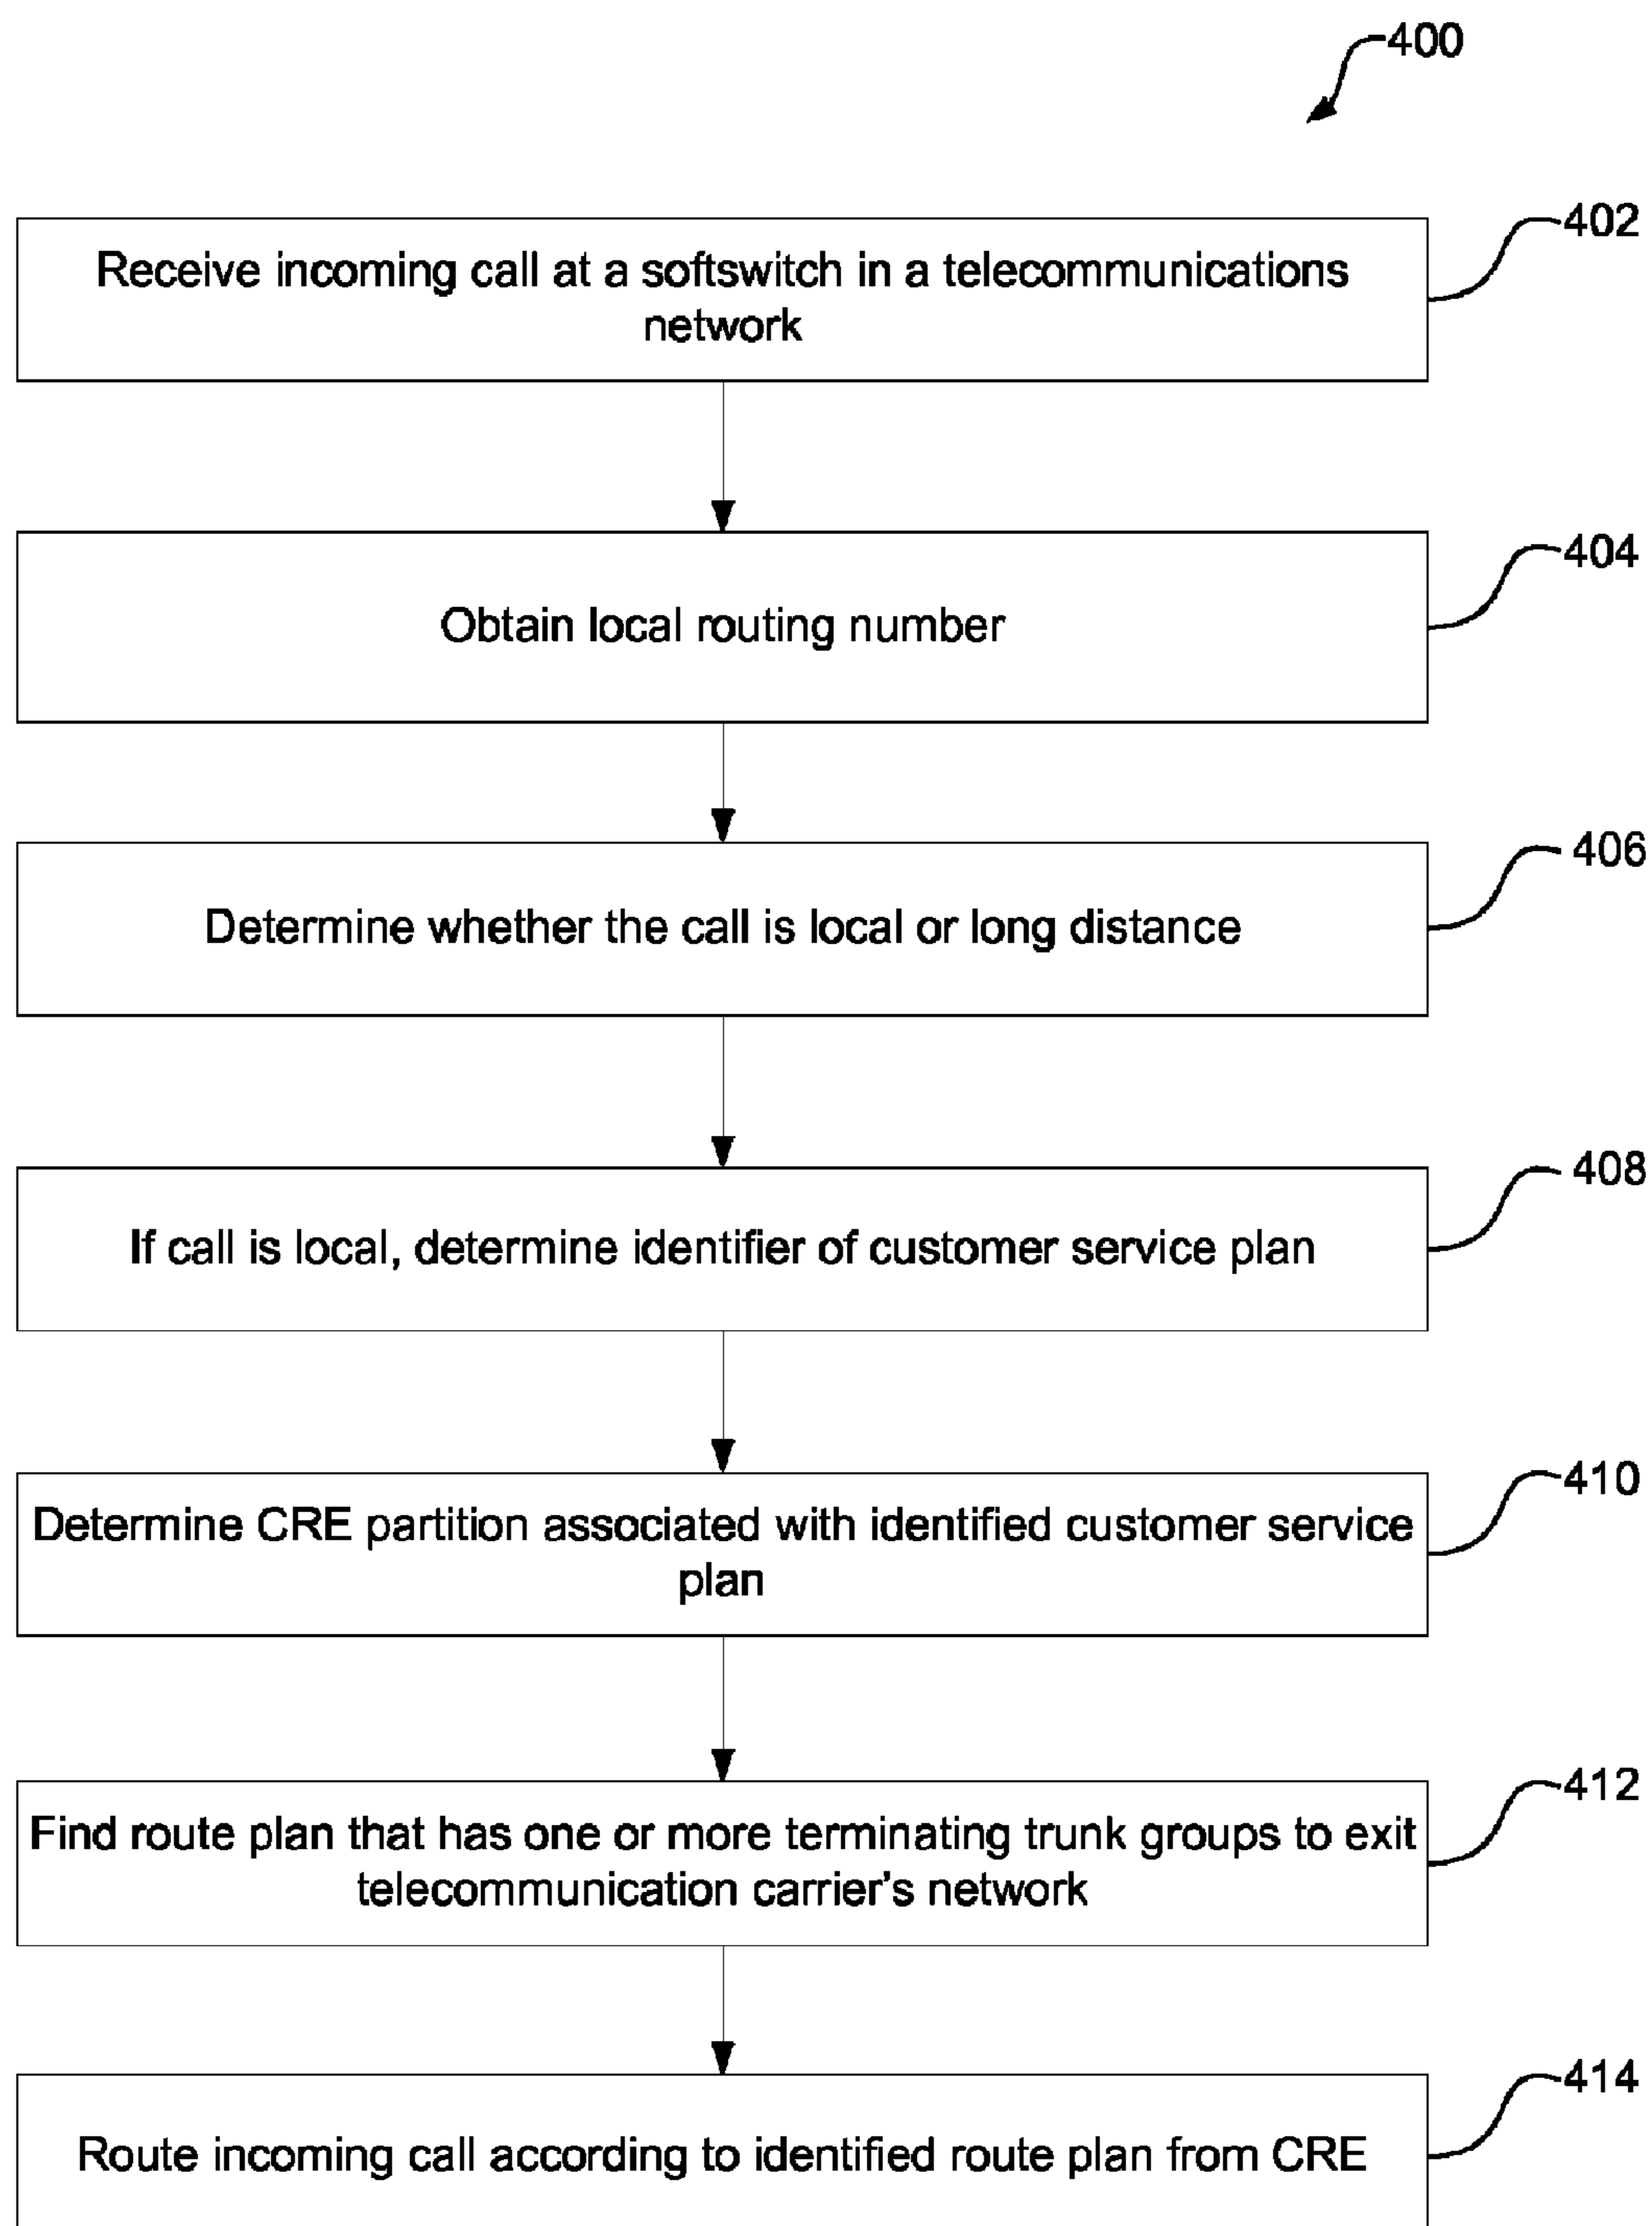 400
402
Receive incoming call at a softswitch in a telecommunications
network
404
Obtain local routing number
406
Determine whether the call is local or long distance
408
If call is local, determine identifier of customer service plan
410
Determine CRE partition associated with identified customer service
plan
412
Find route plan that has one or more terminating trunk groups to exit
telecommunication carrier's network
414
Route incoming call according to identified route plan from CRE